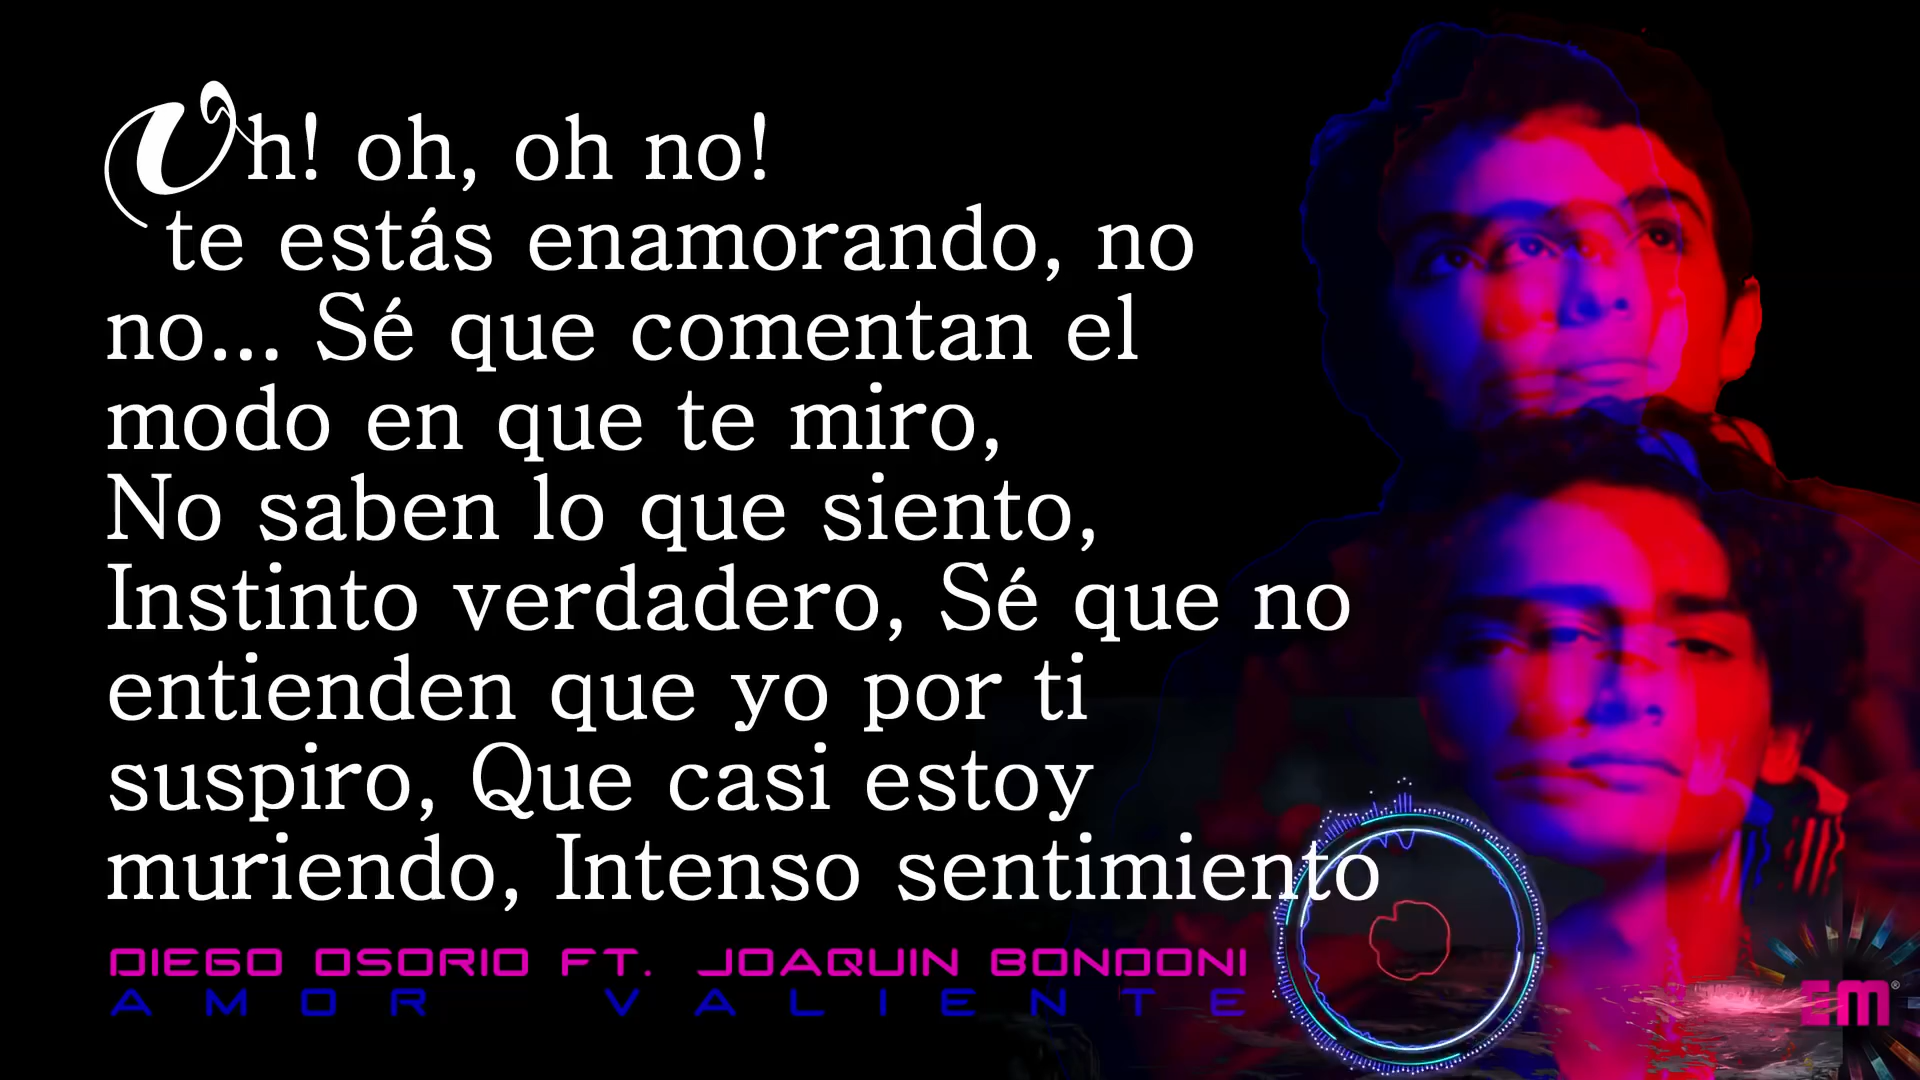 Oh! oh, oh no!
te estás enamorando, no
no... Sé que comentan el
modo en que te miro,
No saben lo que siento,
Instinto verdadero, Sé que no
entienden que yo por ti
suspiro, Que casi estoy
muriendo, Intenso sentimiento
DIEGO OSORIO FT. JOAQUIN BONDONI
AMOR VALIENTE
EM®